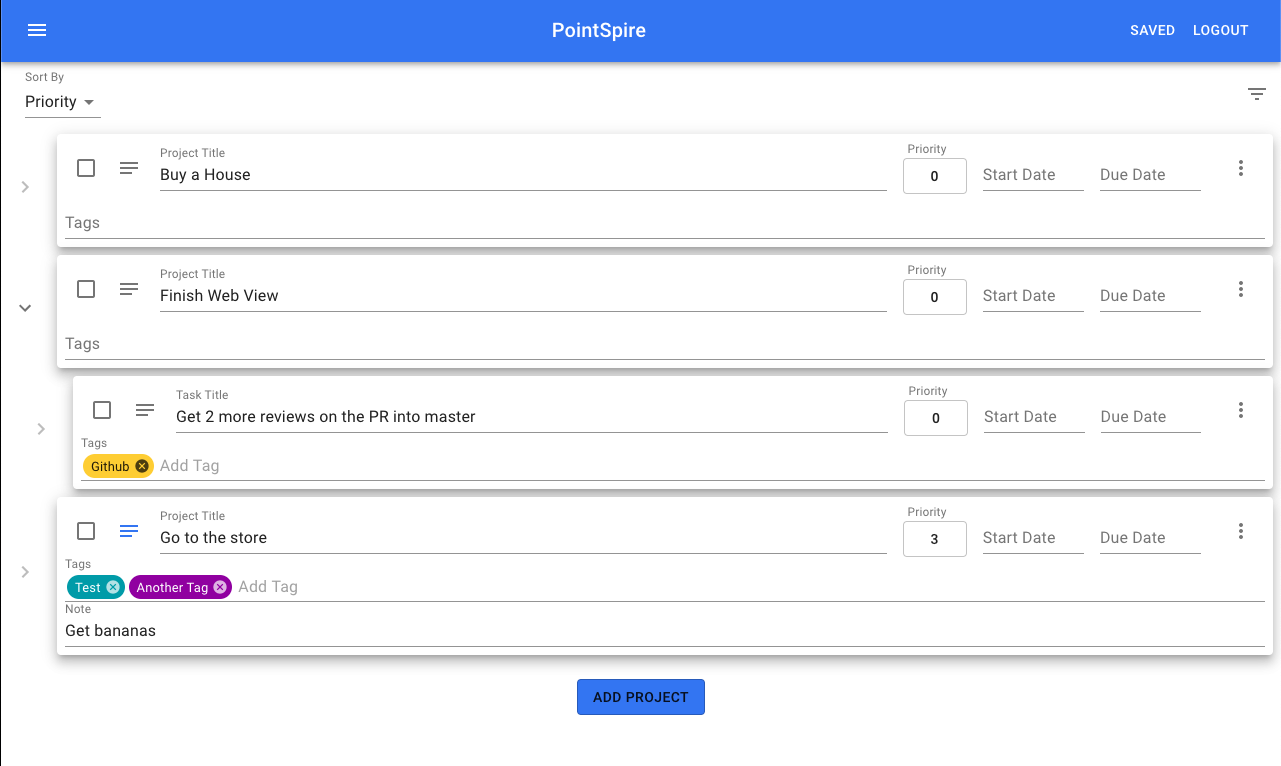 PointSpire
SAVED LOGOUT
Sort By
Priority
Project Title
Buy a House
Priority
0
Start Date
Due Date
Tags
Project Title
Finish Web View
Priority
0
Start Date
Due Date
Tags
Task Title
Get 2 more reviews on the PR into master
Priority
0
Start Date
Due Date
Tags
Github Add Tag
Project Title
Go to the store
Priority
3
Start Date
Due Date
Tags
Test Another Tag Add Tag
Note
Get bananas
ADD PROJECT